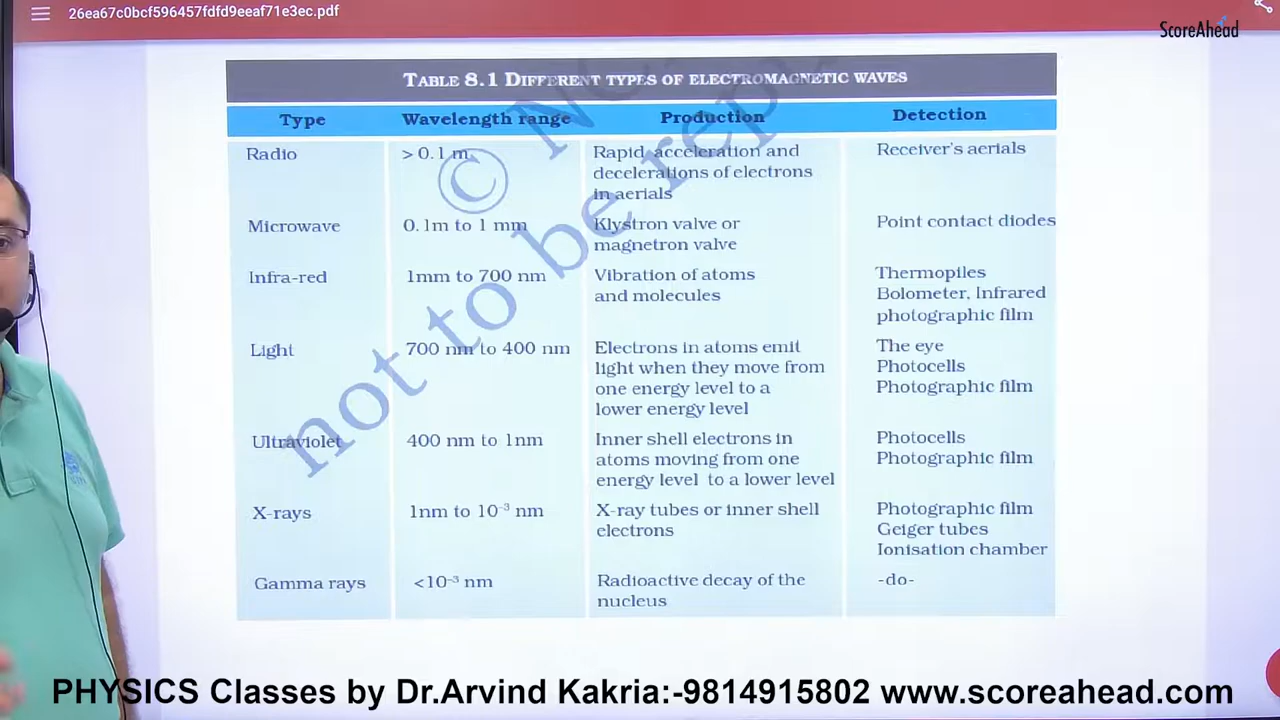 26ea67c0bcf596457fdfd9eeaf71e3ec.pdf
ScoreAhead
TABLE 8.1 DIFFERENT TYPES OF ELECTROMAGNETIC WAVES
Type Wavelength range Production Detection
Radio > 0.1 m Rapid acceleration and Receiver's aerials
decelerations of electrons
in aerials
Microwave 0.1m to 1 mm Klystron valve or Point contact diodes
magnetron valve
Infra-red 1mm to 700 nm Vibration of atoms Thermopiles
and molecules Bolometer, Infrared
photographic film
Light 700 nm to 400 nm Electrons in atoms emit The eye
light when they move from Photocells
one energy level to a Photographic film
lower energy level
Ultraviolet 400 nm to 1nm Inner shell electrons in Photocells
atoms moving from one Photographic film
energy level to a lower level
X-rays 1nm to 10⁻³ nm X-ray tubes or inner shell Photographic film
electrons Geiger tubes
Ionisation chamber
Gamma rays <10⁻³ nm Radioactive decay of the -do-
nucleus
©
not to be
PHYSICS Classes by Dr.Arvind Kakria:-9814915802 www.scoreahead.com